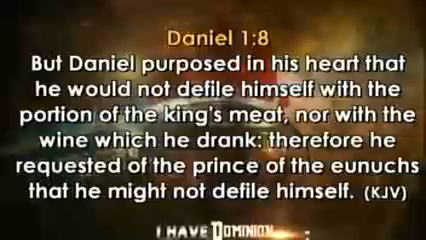 Daniel 1:8
But Daniel purposed in his heart that
he would not defile himself with the
portion of the king's meat, nor with the
wine which he drank: therefore he
requested of the prince of the eunuchs
that he might not defile himself. (KJV)
I HAVE DOMINION